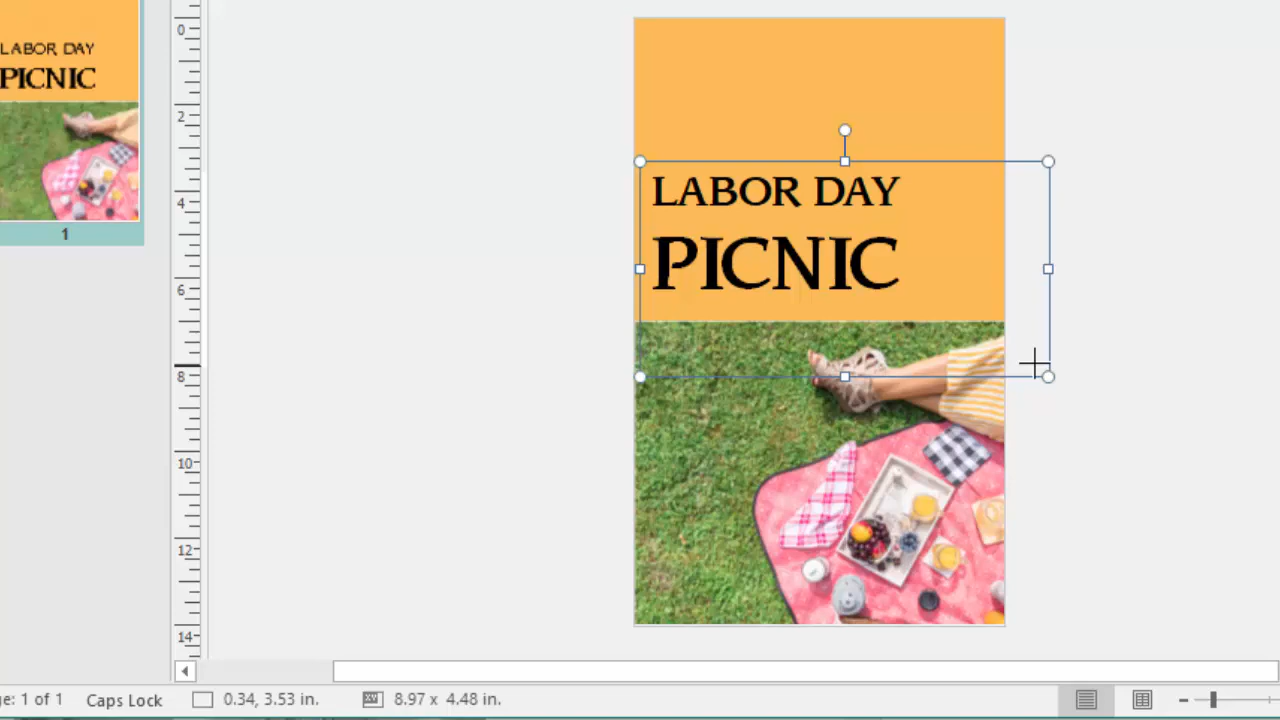 LABOR DAY
PICNIC
1
0
2
4
6
8
10
12
14
LABOR DAY
PICNIC
1 of 1
Caps Lock
0.34, 3.53 in.
8.97 x 4.48 in.